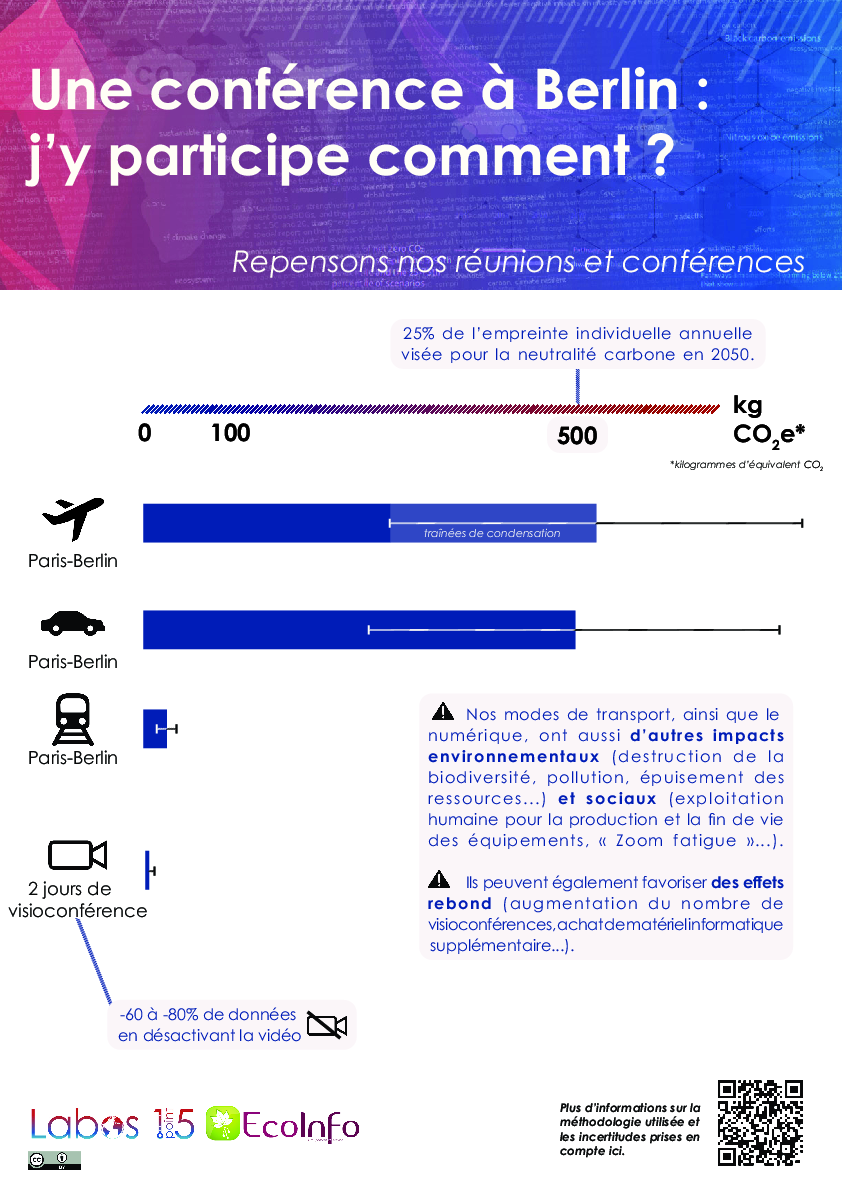 Une conférence à Berlin :
j'y participe comment ?
Repensons nos réunions et conférences
25% de l'empreinte individuelle annuelle
visée pour la neutralité carbone en 2050.
kg
0 100 500 CO2e*
*kilogrammes d'équivalent CO2
traînées de condensation
Paris-Berlin
Paris-Berlin
Paris-Berlin
Nos modes de transport, ainsi que le
numérique, ont aussi d'autres impacts
environnementaux (destruction de la
biodiversité, pollution, épuisement des
ressources...) et sociaux (exploitation
humaine pour la production et la fin de vie
des équipements, « Zoom fatigue »...).
Ils peuvent également favoriser des effets
rebond (augmentation du nombre de
visioconférences, achat de matériel informatique
supplémentaire...).
2 jours de
visioconférence
-60 à -80% de données
en désactivant la vidéo
Labos 1point5 EcoInfo
cc BY
Plus d'informations sur la
méthodologie utilisée et
les incertitudes prises en
compte ici.